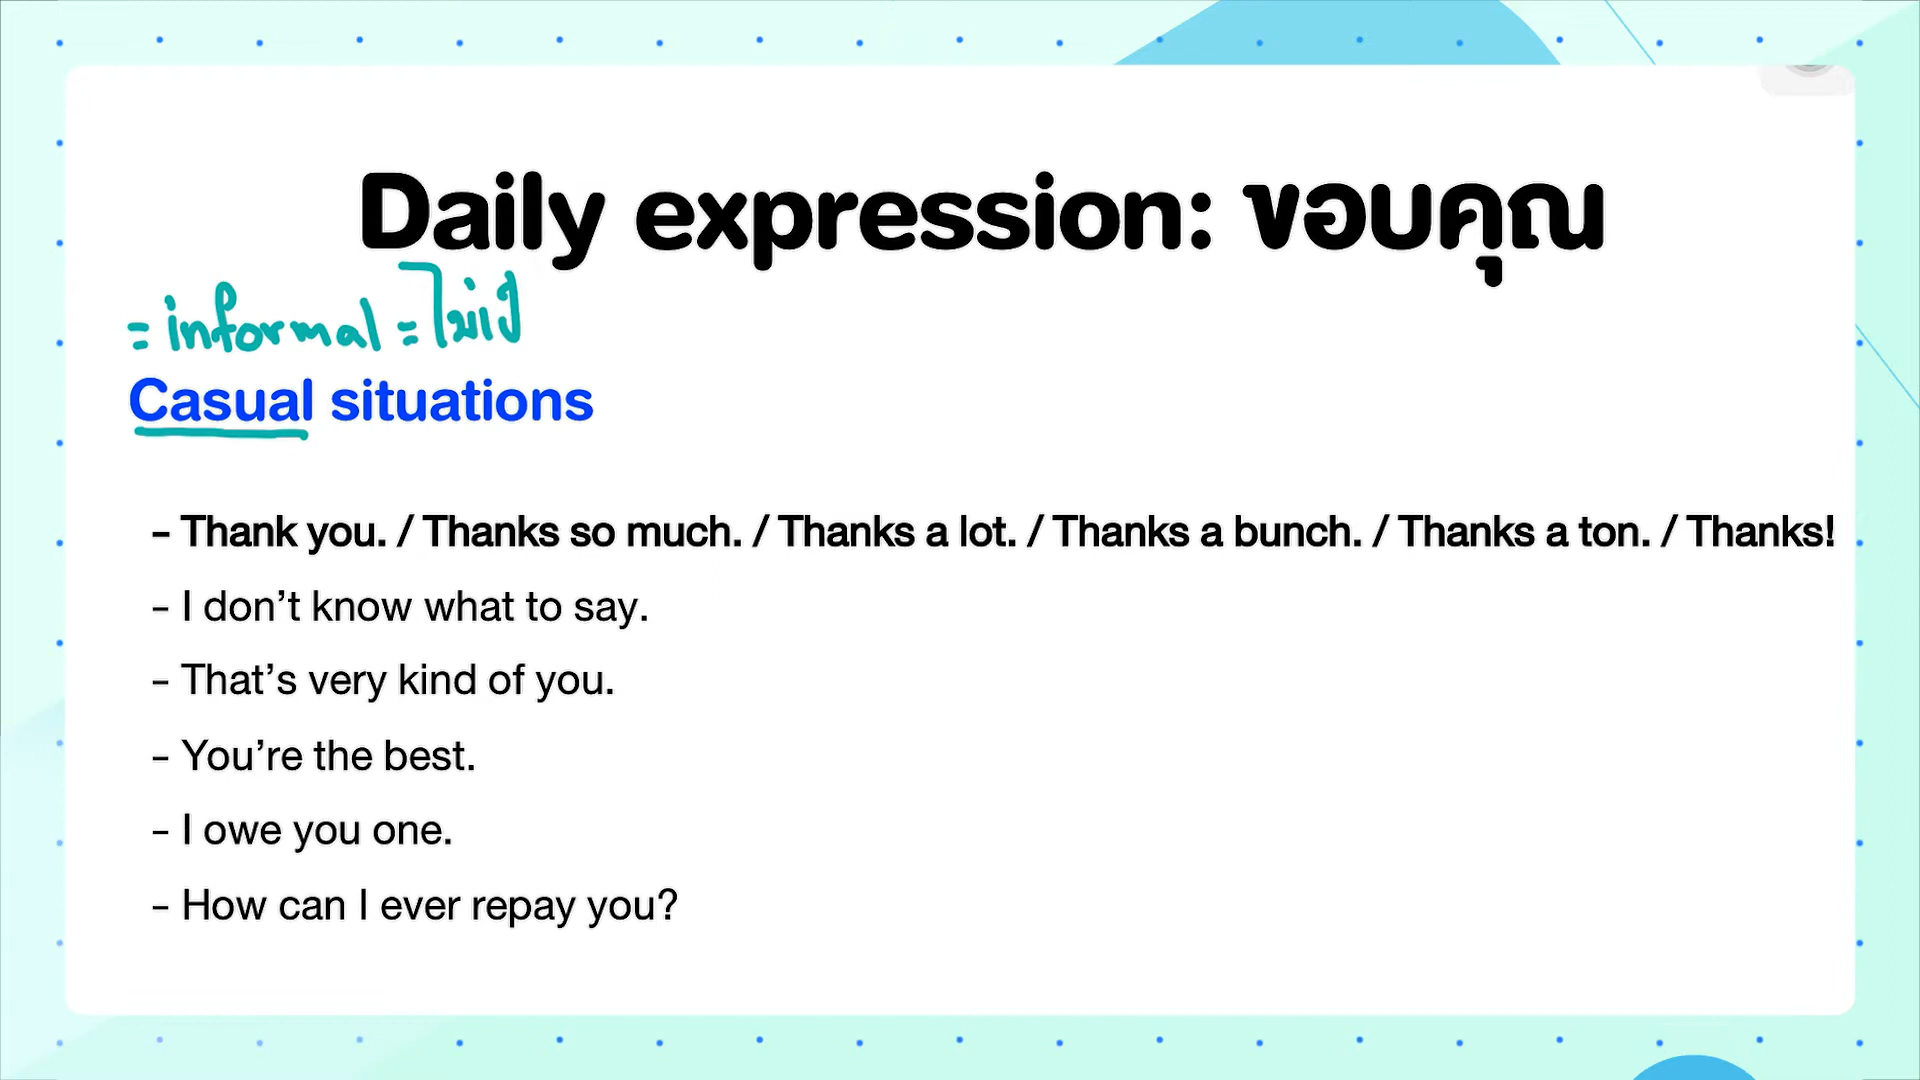 Daily expression: ขอบคุณ
= informal = ไม่เป็
Casual situations
- Thank you. / Thanks so much. / Thanks a lot. / Thanks a bunch. / Thanks a ton. / Thanks!
- I don’t know what to say.
- That’s very kind of you.
- You’re the best.
- I owe you one.
- How can I ever repay you?